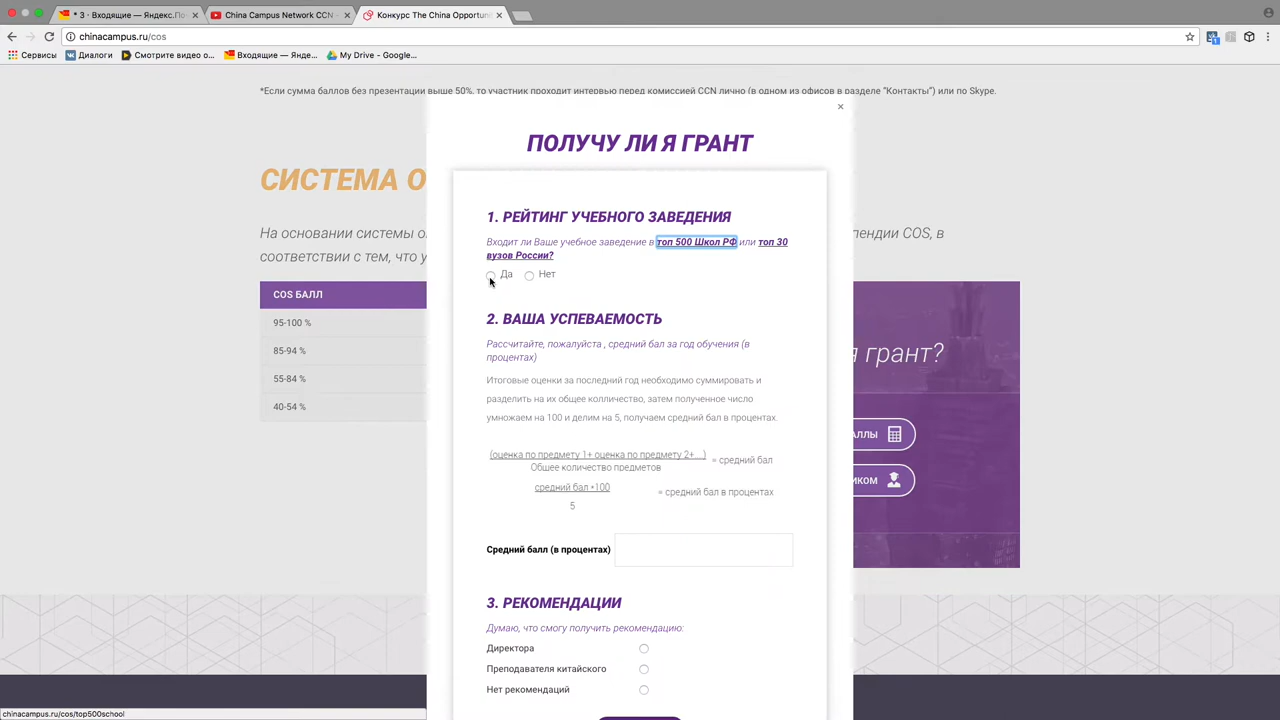 * 3 · Входящие — Яндекс.По
China Campus Network CCN -
Конкурс The China Opportun
chinacampus.ru/cos
Сервисы
Диалоги
Смотрите видео о...
Входящие — Янде...
My Drive - Google...
*Если сумма баллов без презентации выше 50%, то участник проходит интервью перед комиссией CCN лично (в одном из офисов в разделе "Контакты") или по Skype.
ПОЛУЧУ ЛИ Я ГРАНТ
СИСТЕМА О
1. РЕЙТИНГ УЧЕБНОГО ЗАВЕДЕНИЯ
На основании системы о
пендии COS, в
Входит ли Ваше учебное заведение в топ 500 Школ РФ или топ 30
вузов России?
соответствии с тем, что у
Да Нет
COS БАЛЛ
95-100 %
85-94 %
55-84 %
40-54 %
я грант?
АЛЛЫ
ИКОМ
2. ВАША УСПЕВАЕМОСТЬ
Рассчитайте, пожалуйста , средний бал за год обучения (в
процентах)
Итоговые оценки за последний год необходимо суммировать и
разделить на их общее колличество, затем полученное число
умножаем на 100 и делим на 5, получаем средний бал в процентах.
(оценка по предмету 1+ оценка по предмету 2+...) = средний бал
Общее количество предметов
средний бал *100 = средний бал в процентах
5
Средний балл (в процентах)
3. РЕКОМЕНДАЦИИ
Думаю, что смогу получить рекомендацию:
Директора
Преподавателя китайского
Нет рекомендаций
chinacampus.ru/cos/top500school